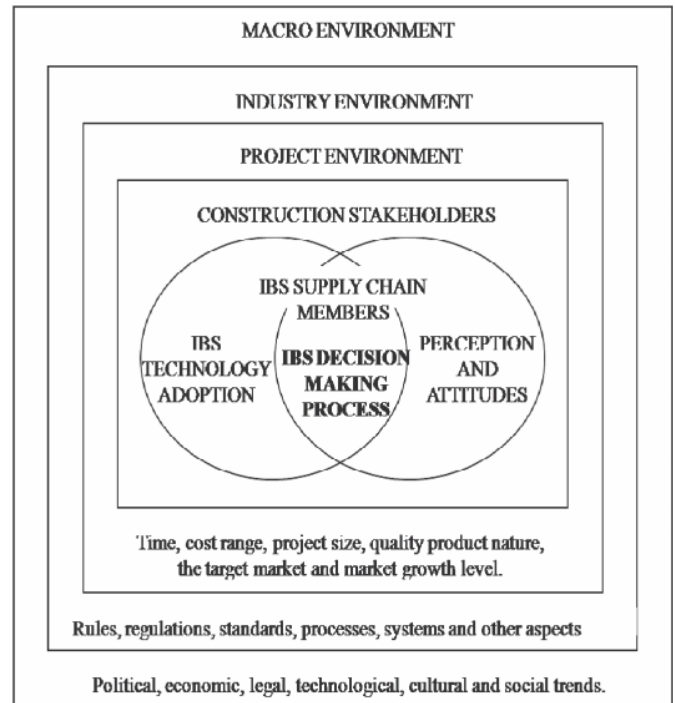 MACRO ENVIRONMENT
INDUSTRY ENVIRONMENT
PROJECT ENVIRONMENT
CONSTRUCTION STAKEHOLDERS
IBS SUPPLY CHAIN
MEMBERS
IBS
TECHNOLOGY
ADOPTION
IBS DECISION
MAKING
PROCESS
PERCEPTION
AND
ATTITUDES
Time, cost range, project size, quality product nature,
the target market and market growth level.
Rules, regulations, standards, processes, systems and other aspects
Political, economic, legal, technological, cultural and social trends.